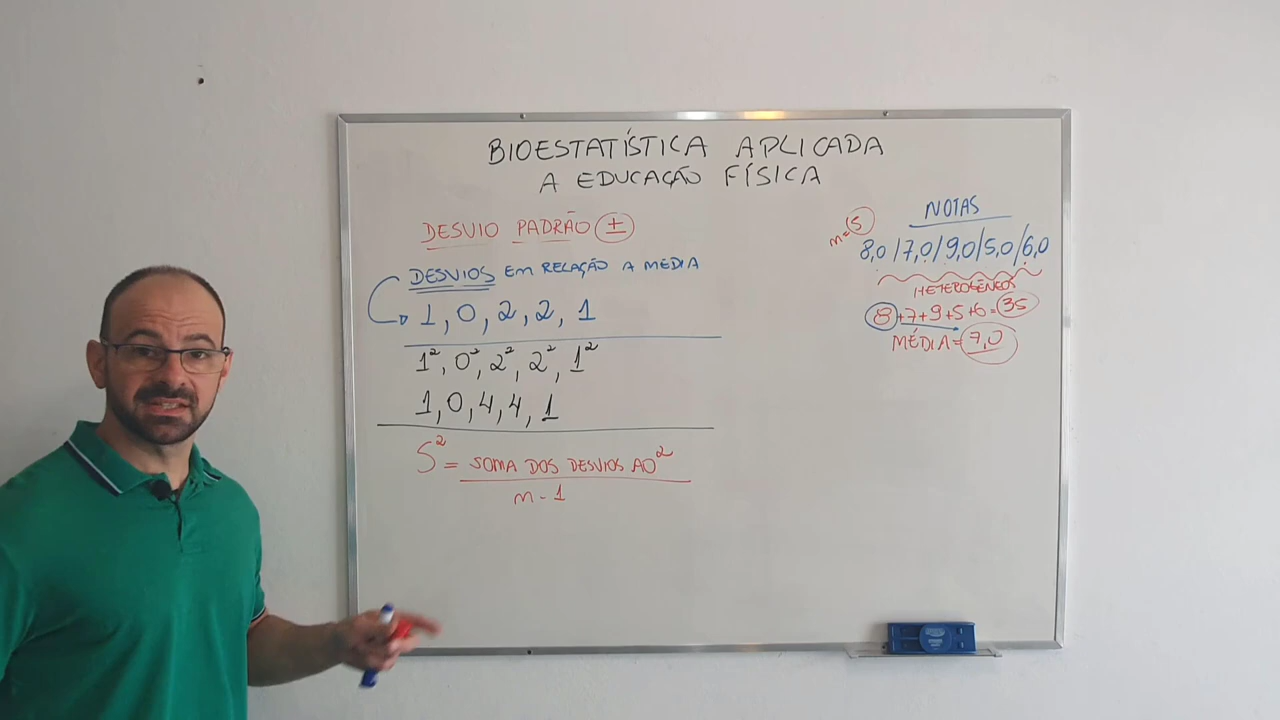 BIOESTATÍSTICA APLICADA
A EDUCAÇÃO FÍSICA
DESVIO PADRÃO ±
DESVIOS EM RELAÇÃO A MÉDIA
1, 0, 2, 2, 1
1², 0², 2², 2², 1²
1, 0, 4, 4, 1
S² = SOMA DOS DESVIOS AO²
n - 1
NOTAS
n=5
8,0 / 7,0 / 9,0 / 5,0 / 6,0
HETEROGÊNEOS
8+7+9+5+6=35
MÉDIA=7,0